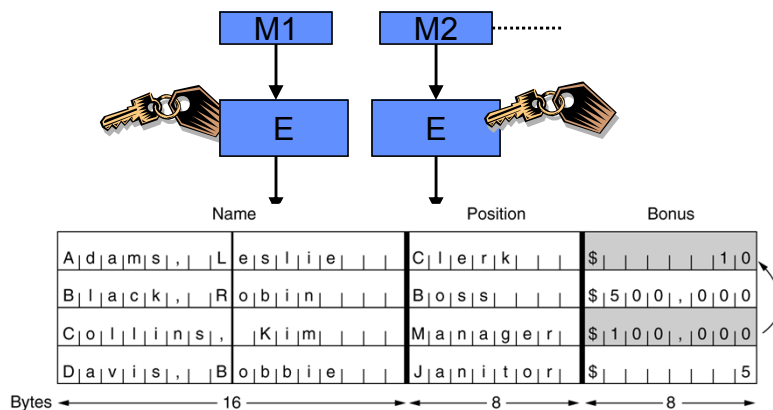 M1 M2
E E
Name Position Bonus
Adams, Leslie Clerk $ 10
Black, Robin Boss $500,000
Collins, Kim Manager $100,000
Davis, Bobbie Janitor $ 5
Bytes 16 8 8